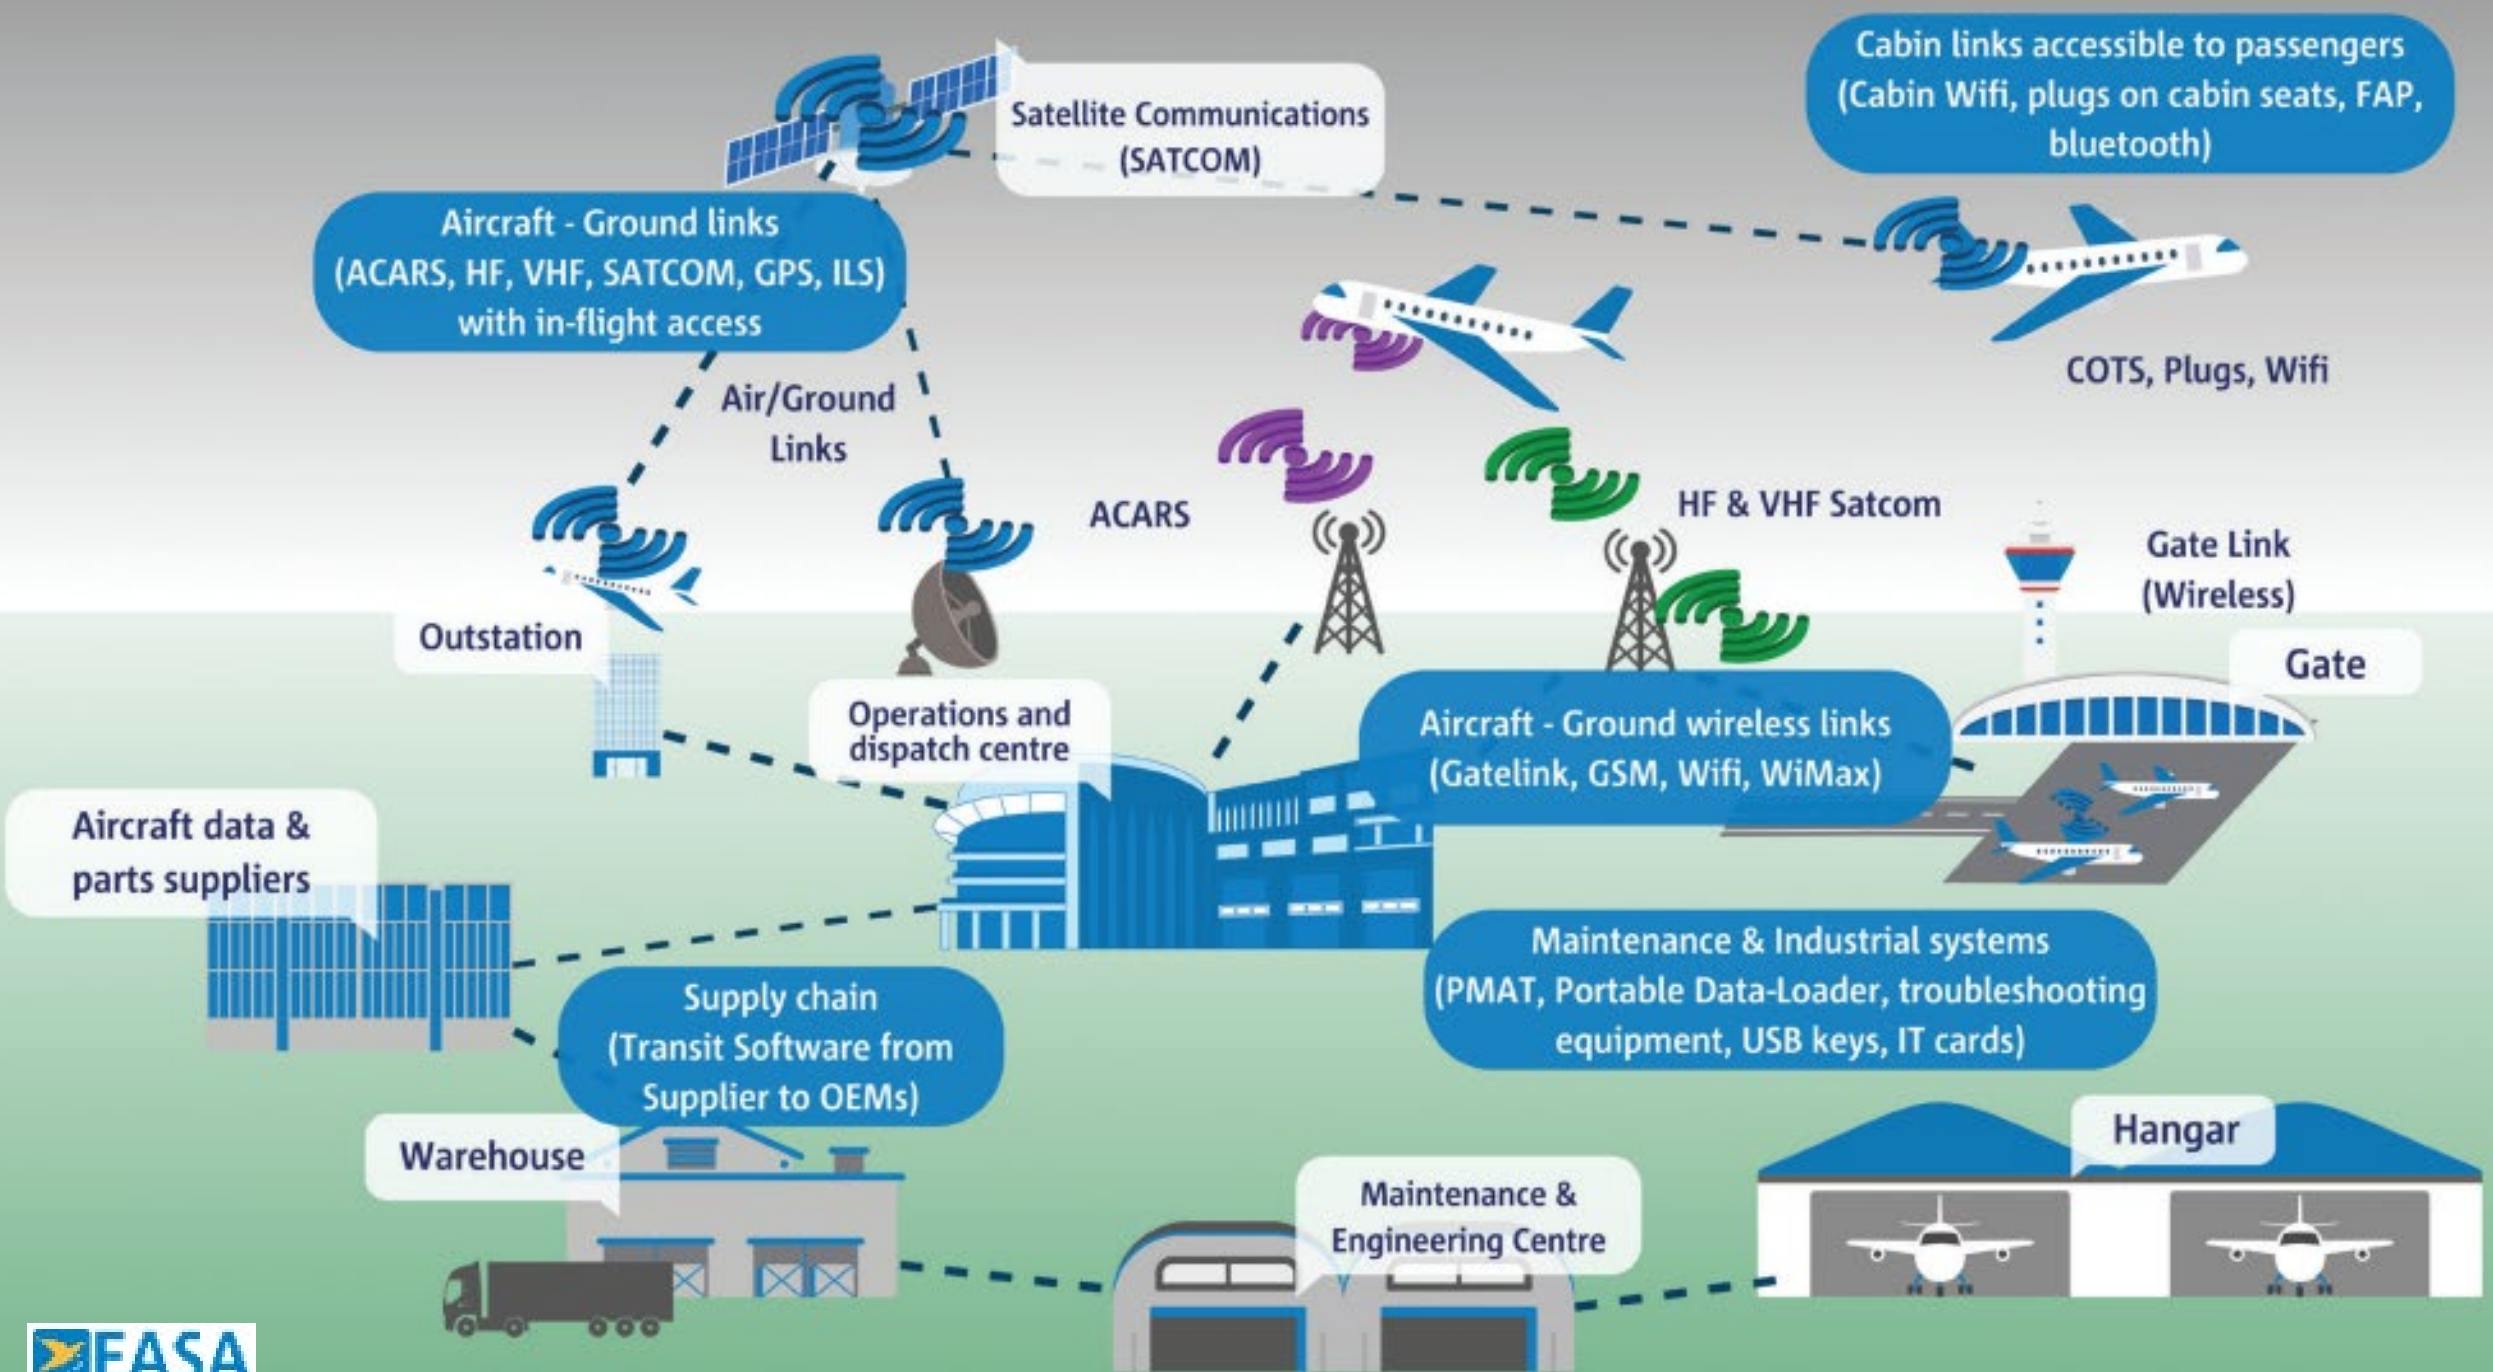 Cabin links accessible to passengers
(Cabin Wifi, plugs on cabin seats, FAP,
bluetooth)
Satellite Communications
(SATCOM)
Aircraft - Ground links
(ACARS, HF, VHF, SATCOM, GPS, ILS)
with in-flight access
COTS, Plugs, Wifi
Air/Ground
Links
ACARS
HF & VHF Satcom
Gate Link
(Wireless)
Outstation
Gate
Operations and
dispatch centre
Aircraft - Ground wireless links
(Gatelink, GSM, Wifi, WiMax)
Aircraft data &
parts suppliers
Maintenance & Industrial systems
(PMAT, Portable Data-Loader, troubleshooting
equipment, USB keys, IT cards)
Supply chain
(Transit Software from
Supplier to OEMs)
Warehouse
Hangar
Maintenance &
Engineering Centre
EASA